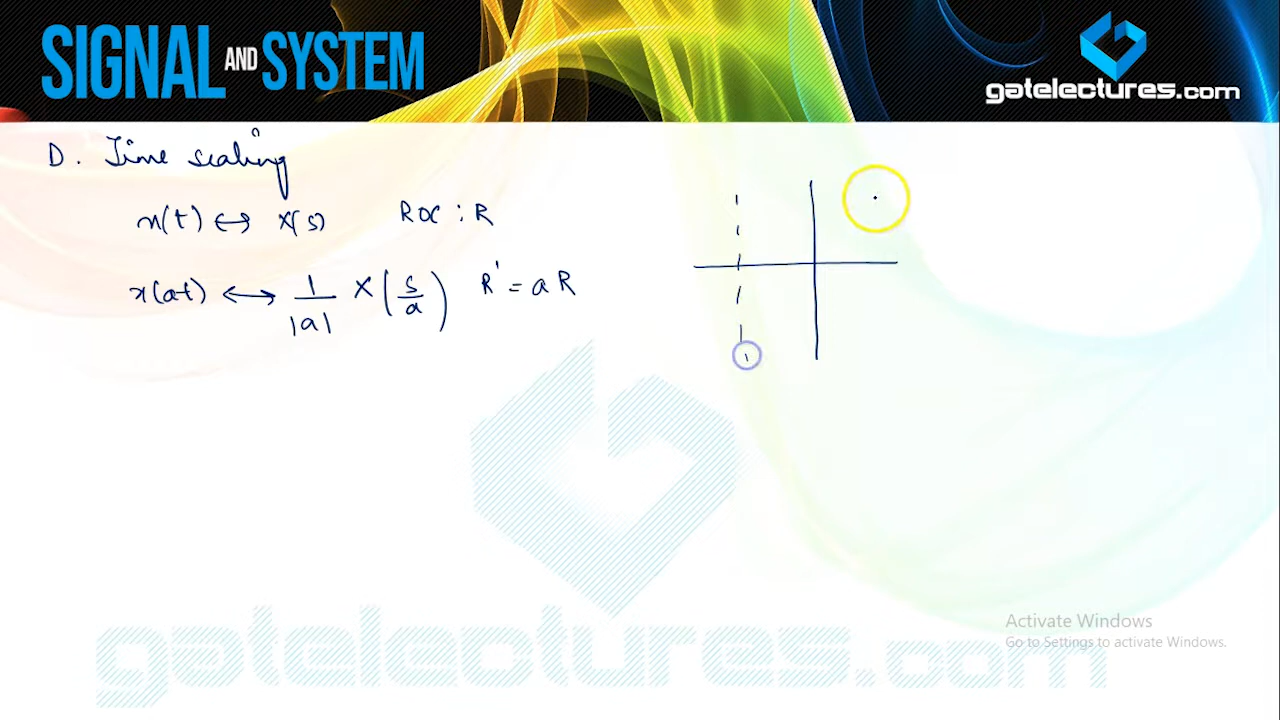 SIGNAL AND SYSTEM
gatelectures.com
D. Time scaling
x(t) ↔ X(s) ROC : R
x(at) ↔ 1/|a| X(s/a) R' = a R
gatelectures.com
Activate Windows
Go to Settings to activate Windows.